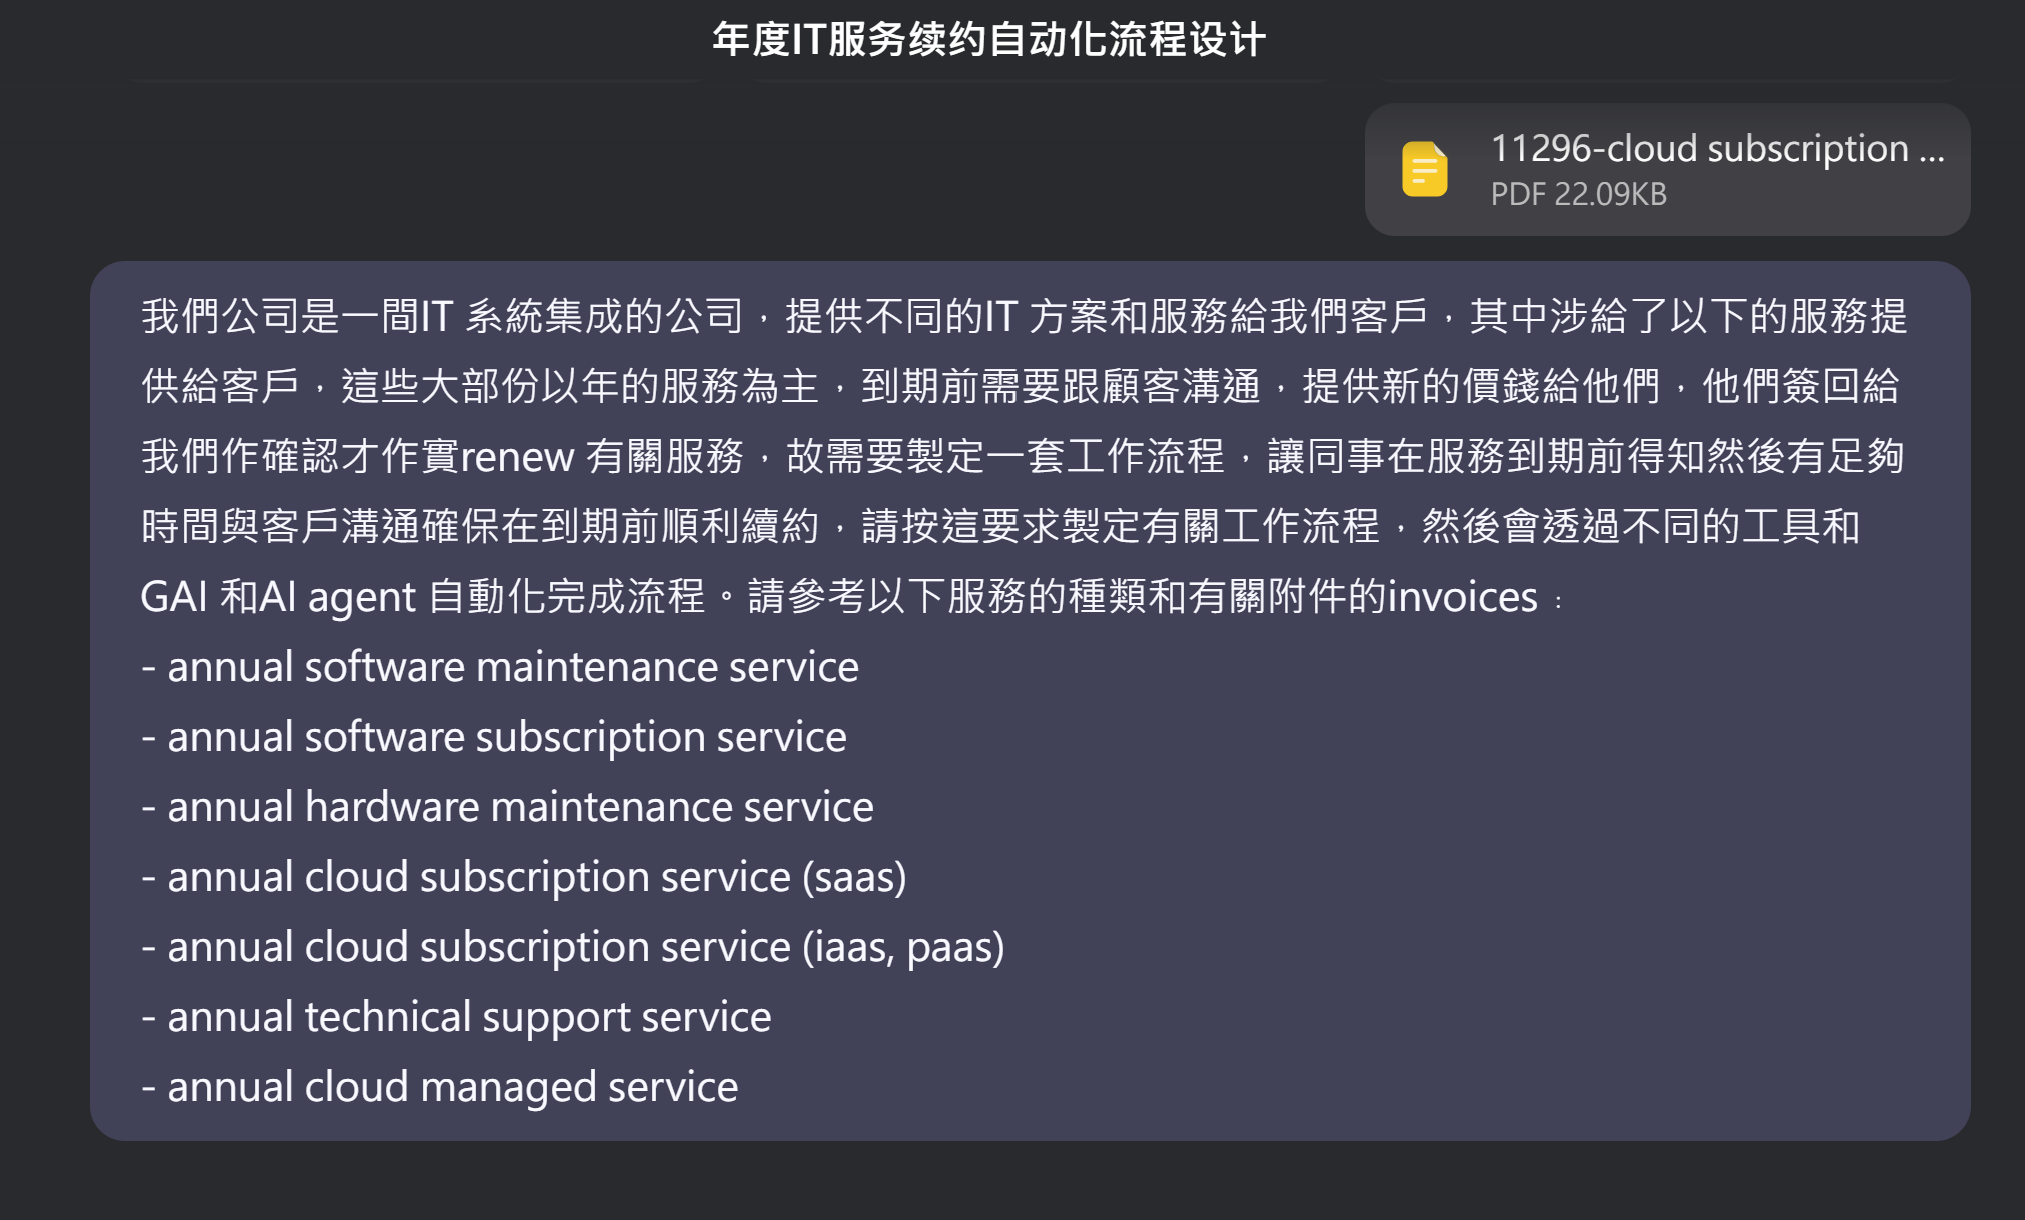 年度IT服务续约自动化流程设计
11296-cloud subscription ...
PDF 22.09KB
我們公司是一間IT 系統集成的公司，提供不同的IT 方案和服務給我們客戶，其中涉給了以下的服務提
供給客戶，這些大部份以年的服務為主，到期前需要跟顧客溝通，提供新的價錢給他們，他們簽回給
我們作確認才作實renew 有關服務，故需要製定一套工作流程，讓同事在服務到期前得知然後有足夠
時間與客戶溝通確保在到期前順利續約，請按這要求製定有關工作流程，然後會透過不同的工具和
GAI 和AI agent 自動化完成流程。請參考以下服務的種類和有關附件的invoices：
- annual software maintenance service
- annual software subscription service
- annual hardware maintenance service
- annual cloud subscription service (saas)
- annual cloud subscription service (iaas, paas)
- annual technical support service
- annual cloud managed service